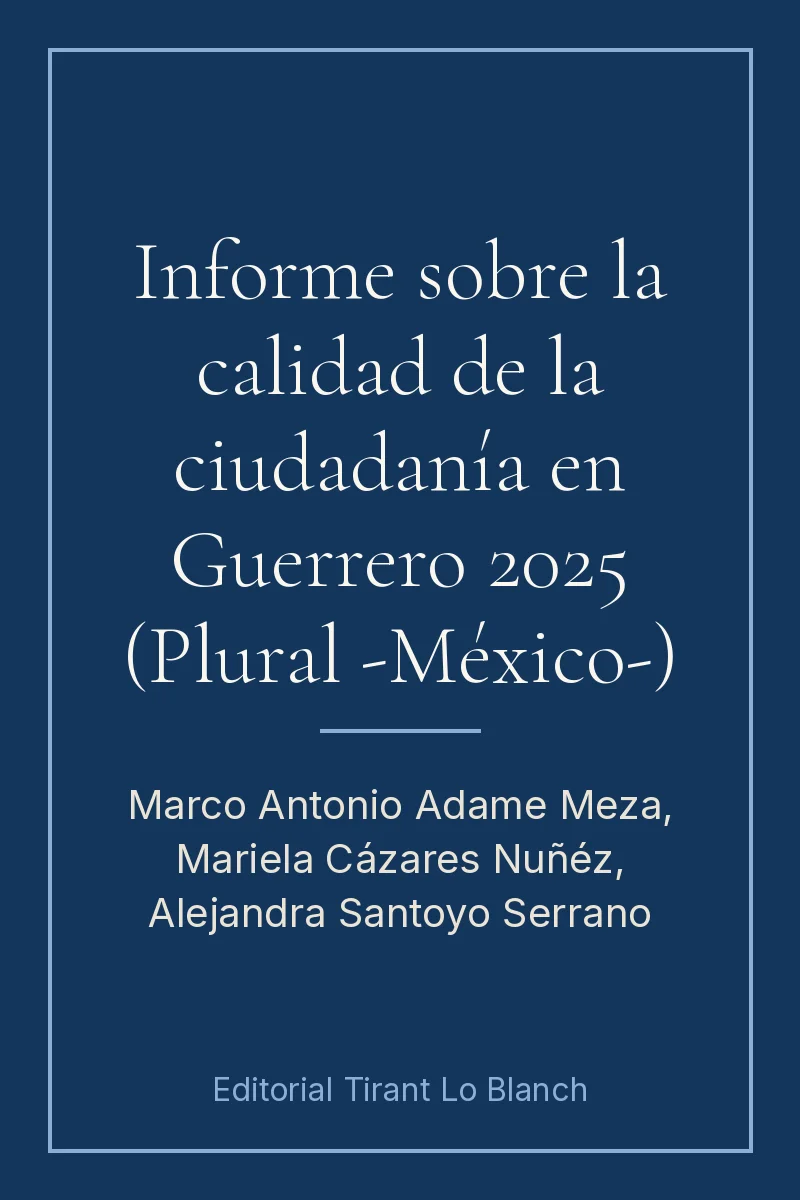 Informe sobre la
calidad de la
ciudadanía en
Guerrero 2025
(Plural -México-)
Marco Antonio Adame Meza,
Mariela Cázares Nuñéz,
Alejandra Santoyo Serrano
Editorial Tirant Lo Blanch